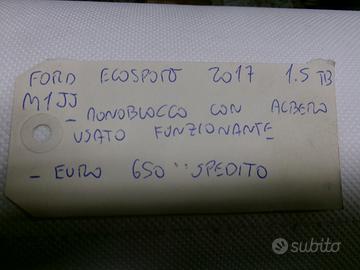 FORD ECOSPORT 2017 1.5 TB
M1JJ
- MONOBLOCCO CON ALBERO
USATO FUNZIONANTE
- EURO 650 SPEDITO
subito